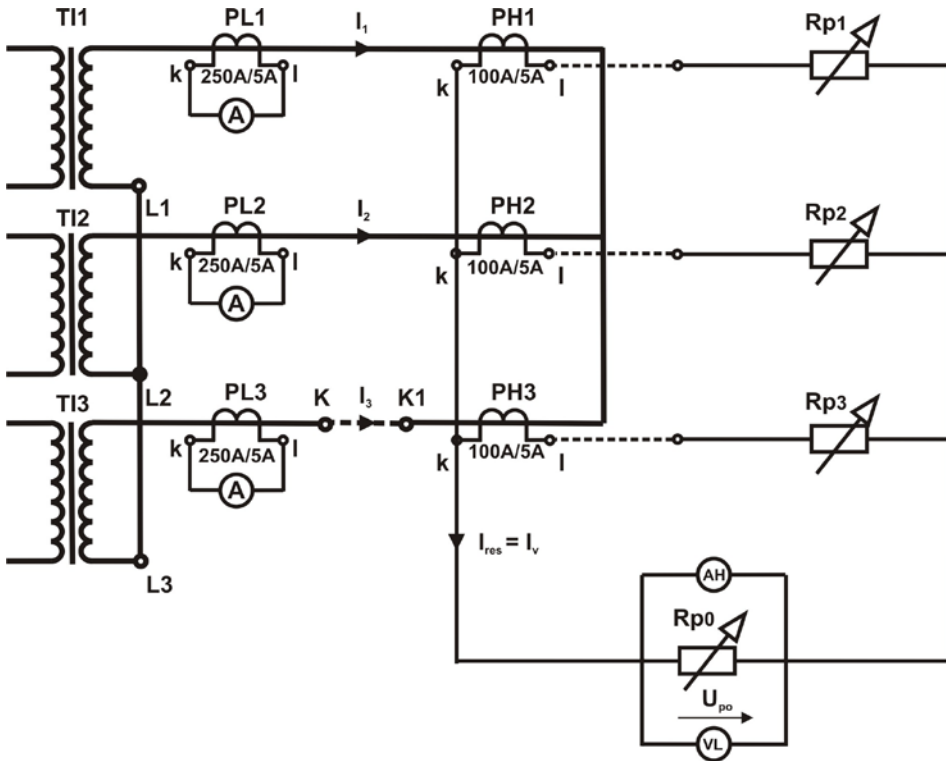 TI1 PL1 I1 PH1 Rp1
k 250A/5A l k 100A/5A l
A
L1
TI2 PL2 I2 PH2 Rp2
k 250A/5A l k 100A/5A l
A
L2
TI3 PL3 K I3 K1 PH3 Rp3
k 250A/5A l k 100A/5A l
A
Ires = Iv
L3
AH
Rp0
Upo
VL